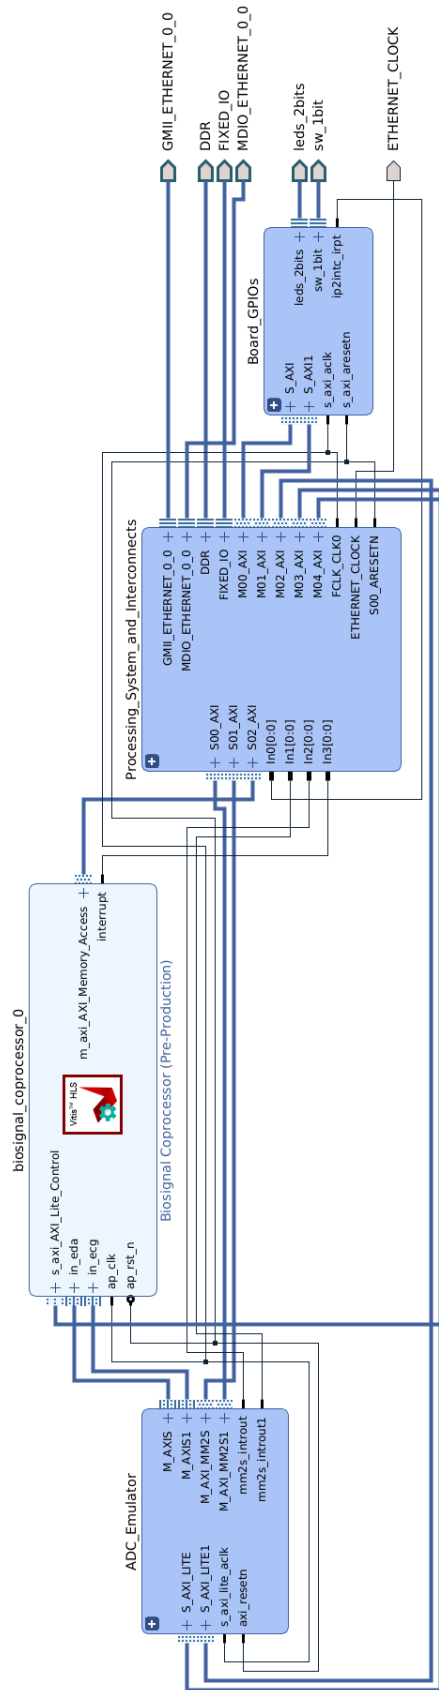 ADC_Emulator
S_AXI_LITE
S_AXI_LITE1
s_axi_lite_aclk
axi_resetn
M_AXIS
M_AXIS1
M_AXI_MM2S
M_AXI_MM2S1
mm2s_introut
mm2s_introut1
biosignal_coprocessor_0
s_axi_AXI_Lite_Control
in_eda
in_ecg
ap_clk
ap_rst_n
Vitis™ HLS
m_axi_AXI_Memory_Access
interrupt
Biosignal Coprocessor (Pre-Production)
Processing_System_and_Interconnects
S00_AXI
S01_AXI
S02_AXI
In0[0:0]
In1[0:0]
In2[0:0]
In3[0:0]
GMII_ETHERNET_0_0
MDIO_ETHERNET_0_0
DDR
FIXED_IO
M00_AXI
M01_AXI
M02_AXI
M03_AXI
M04_AXI
FCLK_CLK0
ETHERNET_CLOCK
S00_ARESETN
Board_GPIOs
S_AXI
S_AXI1
s_axi_aclk
s_axi_aresetn
leds_2bits
sw_1bit
ip2intc_irpt
GMII_ETHERNET_0_0
DDR
FIXED_IO
MDIO_ETHERNET_0_0
leds_2bits
sw_1bit
ETHERNET_CLOCK